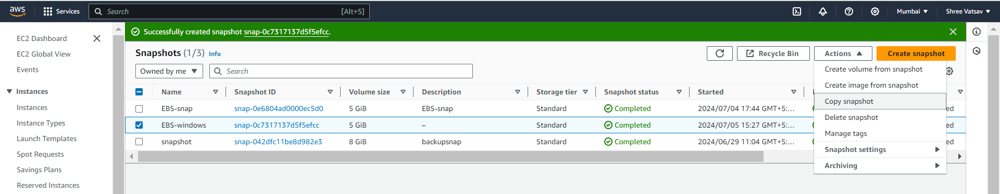 aws Services Search [Alt+S] Mumbai Shree Vatsav
EC2 Dashboard
EC2 Global View
Events
Instances
Instances
Instance Types
Launch Templates
Spot Requests
Savings Plans
Reserved Instances
Successfully created snapshot snap-0c7317137d5f5efcc.
Snapshots (1/3) Info Recycle Bin Actions Create snapshot
Owned by me Search
Name Snapshot ID Volume size Description Storage tier Snapshot status Started
EBS-snap snap-0e6804ad0000ec5d0 5 GiB EBS-snap Standard Completed 2024/07/04 17:44 GMT+5:...
EBS-windows snap-0c7317137d5f5efcc 5 GiB – Standard Completed 2024/07/05 15:27 GMT+5:...
snapshot snap-042dfc11be8d982e3 8 GiB backupsnap Standard Completed 2024/06/29 11:04 GMT+5:...
Create volume from snapshot
Create image from snapshot
Copy snapshot
Delete snapshot
Manage tags
Snapshot settings
Archiving